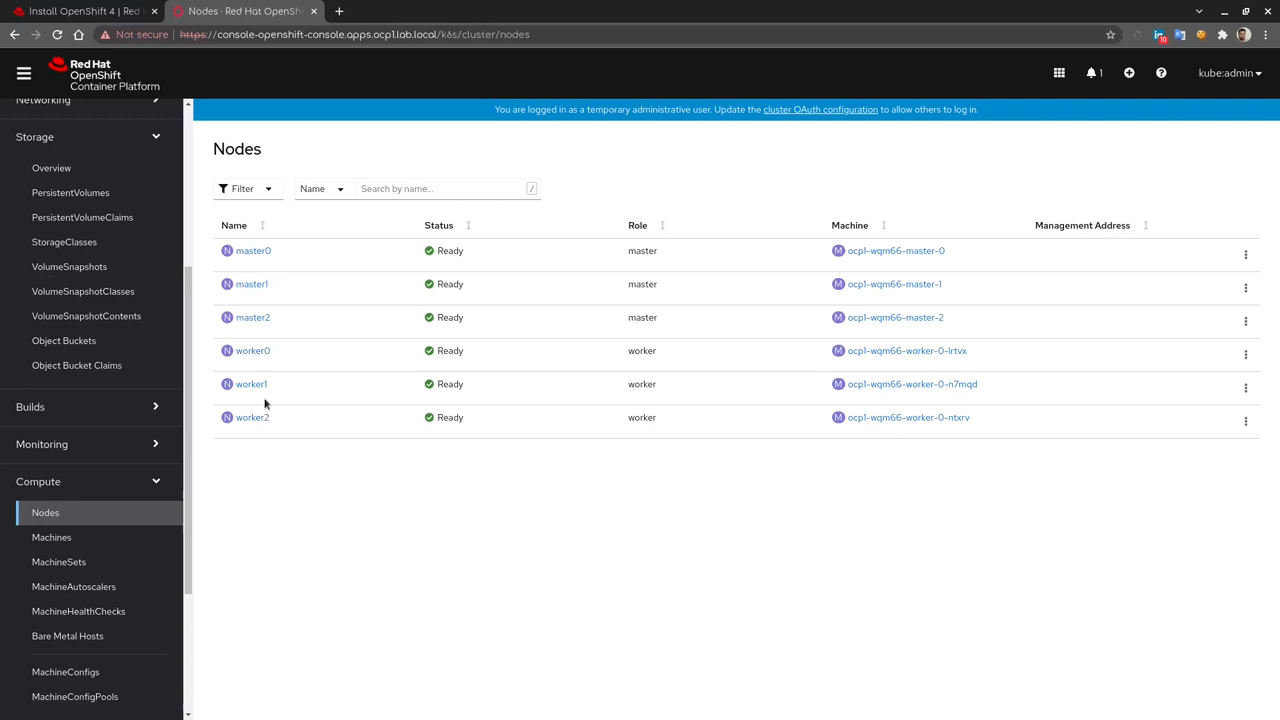 Install OpenShift 4 | Red
Nodes · Red Hat OpenShi
Not secure | https://console-openshift-console.apps.ocp1.lab.local/k8s/cluster/nodes
10
Red Hat
OpenShift
Container Platform
1
kube:admin
You are logged in as a temporary administrative user. Update the cluster OAuth configuration to allow others to log in.
Networking
Storage
Overview
PersistentVolumes
PersistentVolumeClaims
StorageClasses
VolumeSnapshots
VolumeSnapshotClasses
VolumeSnapshotContents
Object Buckets
Object Bucket Claims
Builds
Monitoring
Compute
Nodes
Machines
MachineSets
MachineAutoscalers
MachineHealthChecks
Bare Metal Hosts
MachineConfigs
MachineConfigPools
Nodes
Filter Name Search by name... /
Name Status Role Machine Management Address
N master0 Ready master M ocp1-wqm66-master-0
N master1 Ready master M ocp1-wqm66-master-1
N master2 Ready master M ocp1-wqm66-master-2
N worker0 Ready worker M ocp1-wqm66-worker-0-lrtvx
N worker1 Ready worker M ocp1-wqm66-worker-0-n7mqd
N worker2 Ready worker M ocp1-wqm66-worker-0-ntxrv